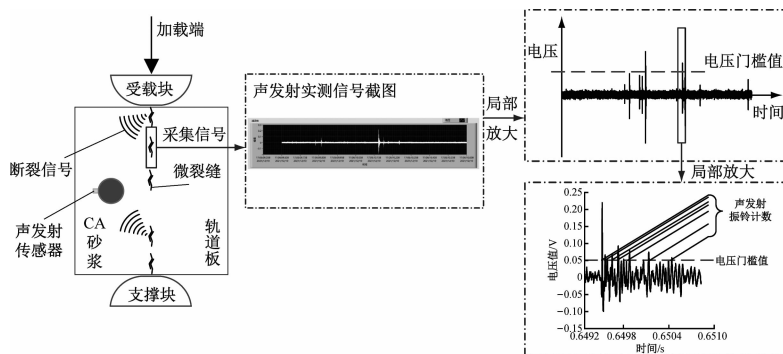 加载端
受载块
采集信号
断裂信号
微裂缝
声发射
传感器
CA
砂
浆
轨
道
板
支撑块
声发射实测信号截图
局部
放大
电压
电压门槛值
时间
局部放大
声发射
振铃计数
电压门槛值
电压值/V
0.25
0.20
0.15
0.10
0.05
0
−0.05
−0.10
−0.15
0.6492
0.6498
0.6504
0.6510
时间/s